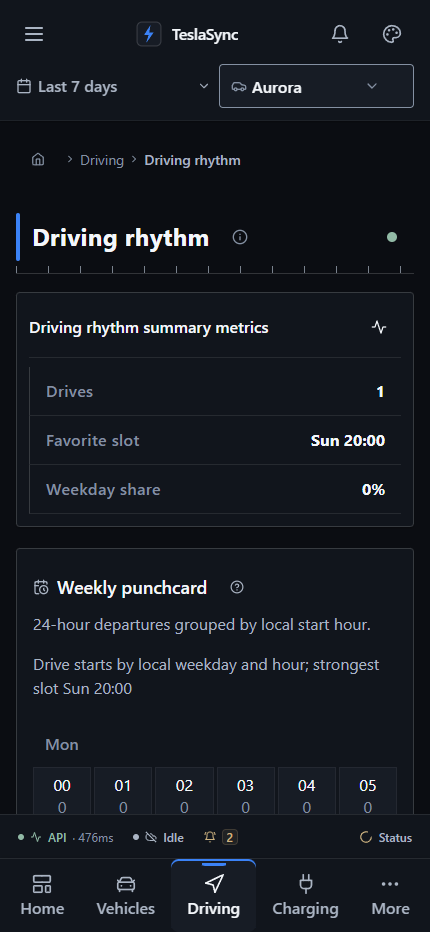 TeslaSync
Last 7 days
Aurora
Driving
Driving rhythm
Driving rhythm
Driving rhythm summary metrics
Drives 1
Favorite slot Sun 20:00
Weekday share 0%
Weekly punchcard
24-hour departures grouped by local start hour.
Drive starts by local weekday and hour; strongest
slot Sun 20:00
Mon
00 01 02 03 04 05
0 0 0 0 0 0
API · 476ms Idle 2 Status
Home Vehicles Driving Charging More